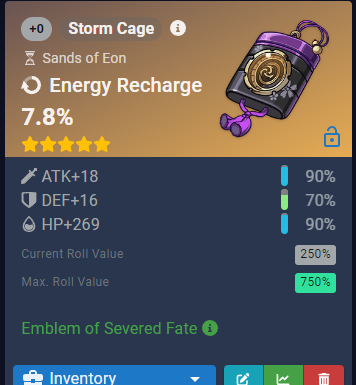 +0 Storm Cage
Sands of Eon
Energy Recharge
7.8%
ATK+18 90%
DEF+16 70%
HP+269 90%
Current Roll Value 250%
Max. Roll Value 750%
Emblem of Severed Fate
Inventory